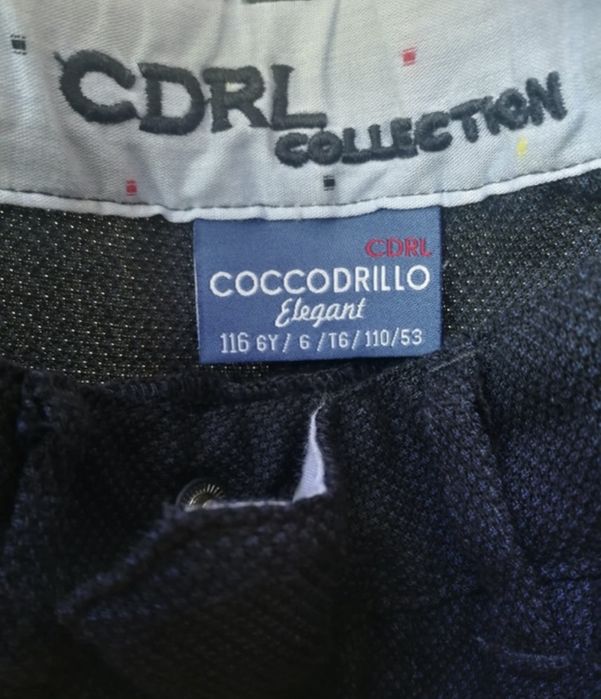 CDRL
COLLECTION
CDRL
COCCODRILLO
Elegant
116 6Y / 6 / T6 / 110/53